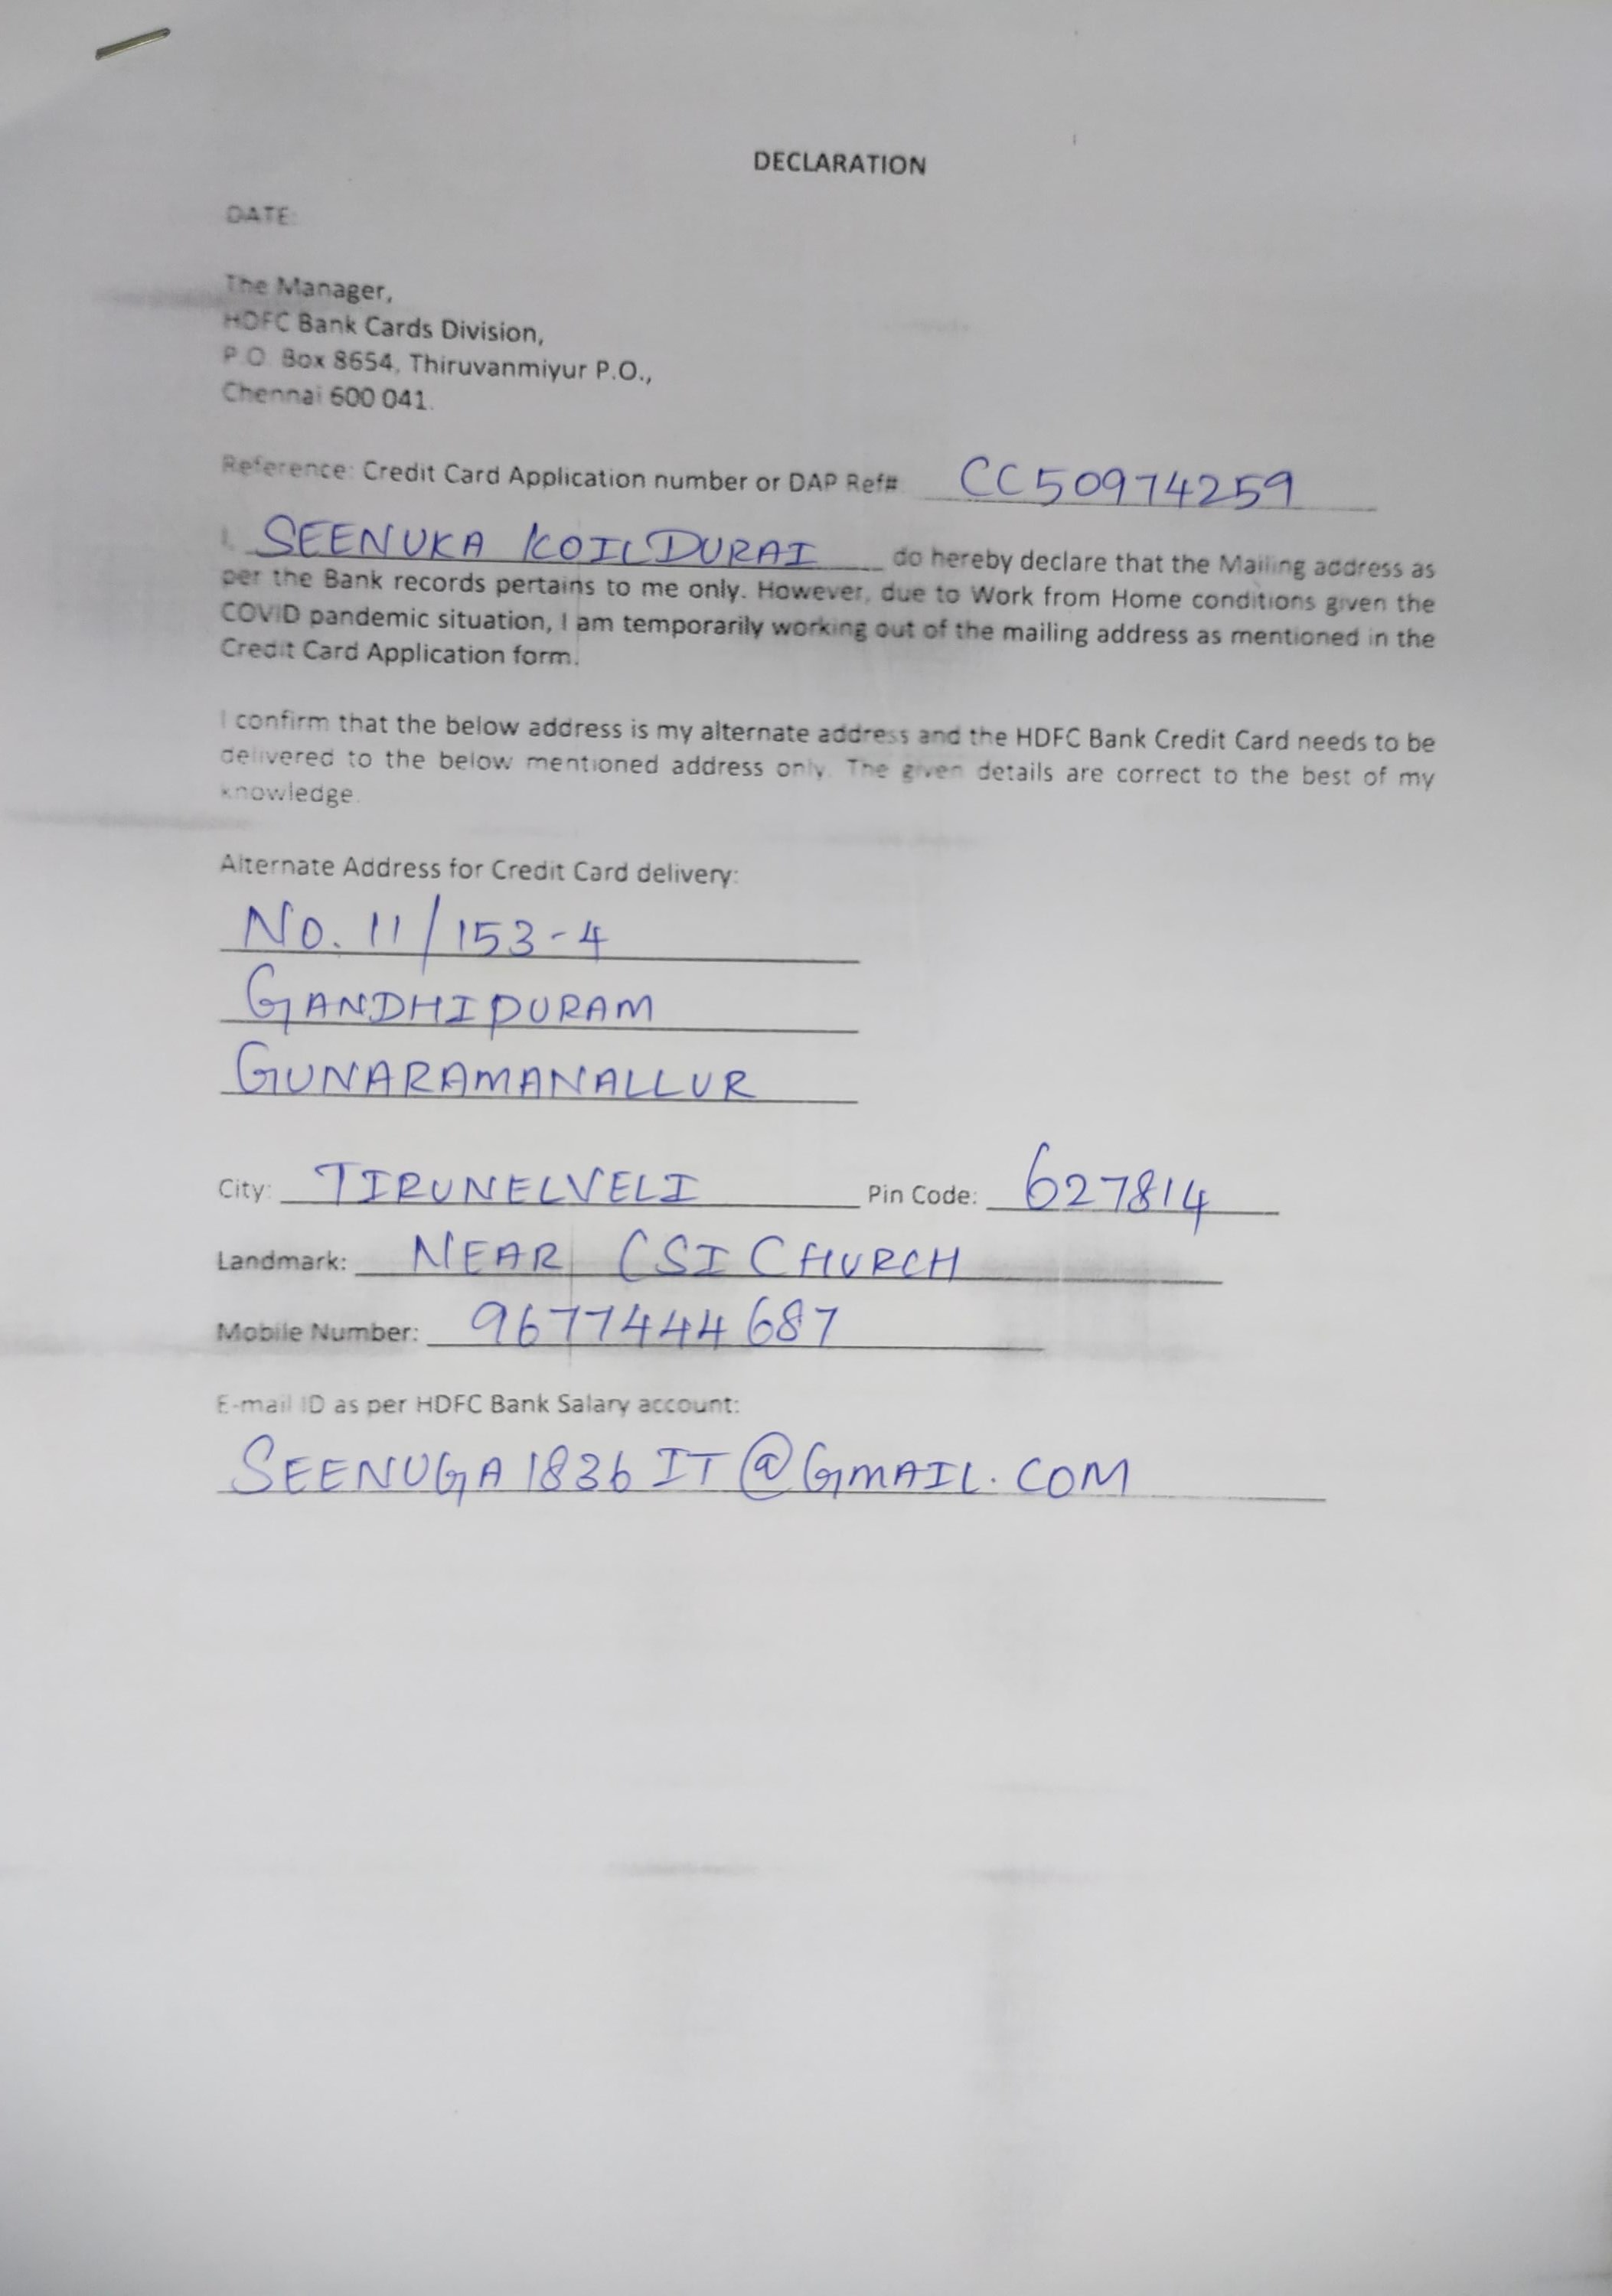 DECLARATION
DATE:
The Manager,
HDFC Bank Cards Division,
P.O. Box 8654, Thiruvanmiyur P.O.,
Chennai 600 041.
Reference: Credit Card Application number or DAP Ref# CC50974259
I, SEENUKA KOILDURAI do hereby declare that the Mailing address as
per the Bank records pertains to me only. However, due to Work from Home conditions given the
COVID pandemic situation, I am temporarily working out of the mailing address as mentioned in the
Credit Card Application form.
I confirm that the below address is my alternate address and the HDFC Bank Credit Card needs to be
delivered to the below mentioned address only. The given details are correct to the best of my
knowledge.
Alternate Address for Credit Card delivery:
No. 11/153-4
GANDHIPURAM
GUNARAMANALLUR
City: TIRUNELVELI Pin Code: 627814
Landmark: NEAR CSI CHURCH
Mobile Number: 9677444687
E-mail ID as per HDFC Bank Salary account:
SEENUGA1836IT@GMAIL.COM